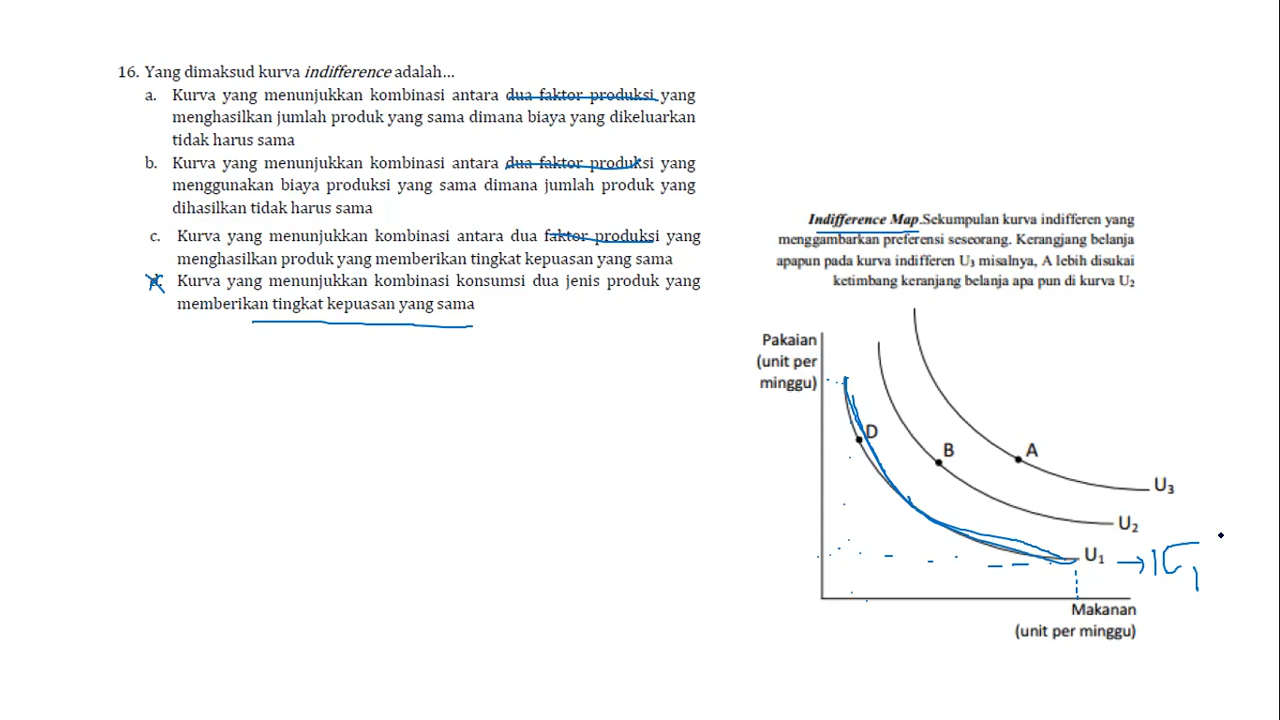 16. Yang dimaksud kurva indifference adalah...
a. Kurva yang menunjukkan kombinasi antara dua faktor produksi yang
menghasilkan jumlah produk yang sama dimana biaya yang dikeluarkan
tidak harus sama
b. Kurva yang menunjukkan kombinasi antara dua faktor produksi yang
menggunakan biaya produksi yang sama dimana jumlah produk yang
dihasilkan tidak harus sama
c. Kurva yang menunjukkan kombinasi antara dua faktor produksi yang
menghasilkan produk yang memberikan tingkat kepuasan yang sama
d. Kurva yang menunjukkan kombinasi konsumsi dua jenis produk yang
memberikan tingkat kepuasan yang sama
Indifference Map.Sekumpulan kurva indifferen yang
menggambarkan preferensi seseorang. Kerangjang belanja
apapun pada kurva indifferen U₃ misalnya, A lebih disukai
ketimbang keranjang belanja apa pun di kurva U₂
Pakaian
(unit per
minggu)
D
B
A
U₃
U₂
U₁
Makanan
(unit per minggu)